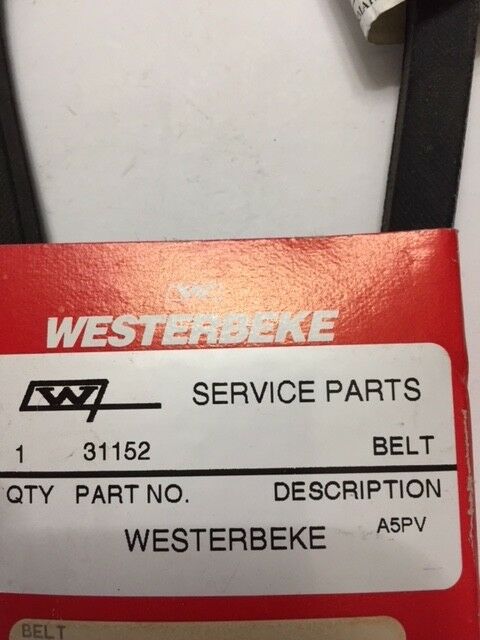 WESTERBEKE
W SERVICE PARTS
1 31152 BELT
QTY PART NO. DESCRIPTION
WESTERBEKE A5PV
BELT